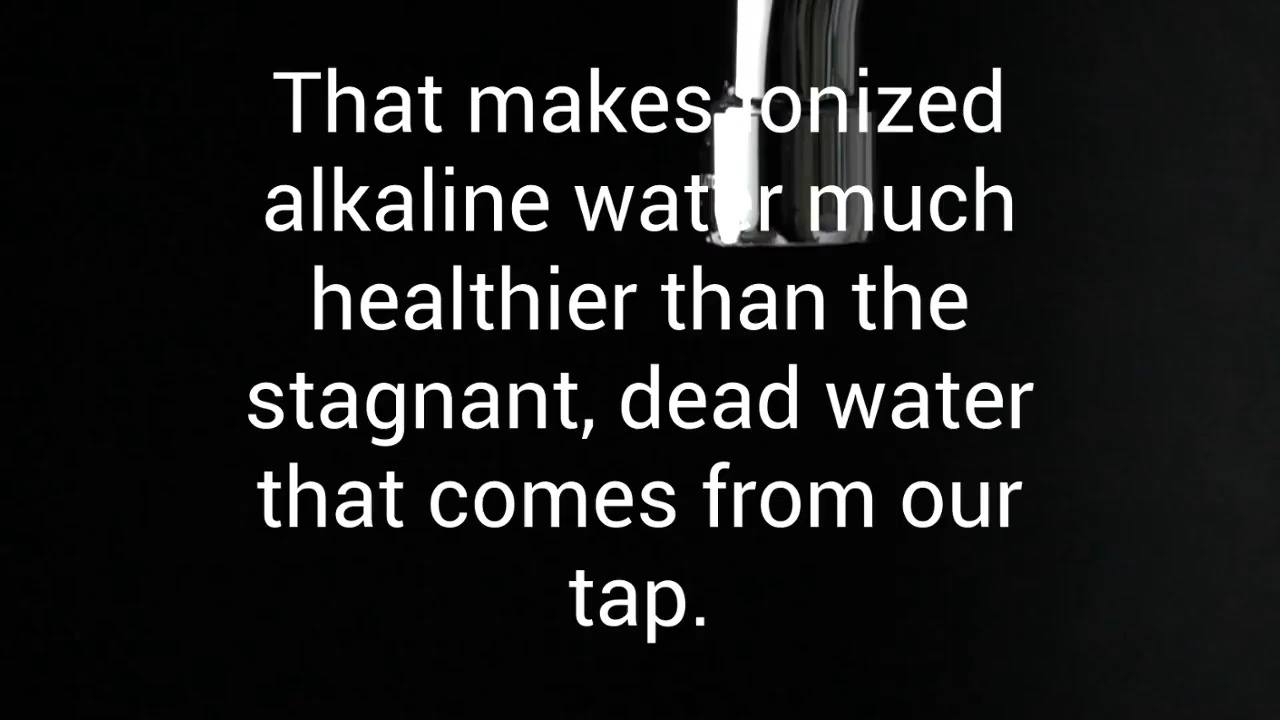 That makes ionized
alkaline water much
healthier than the
stagnant, dead water
that comes from our
tap.